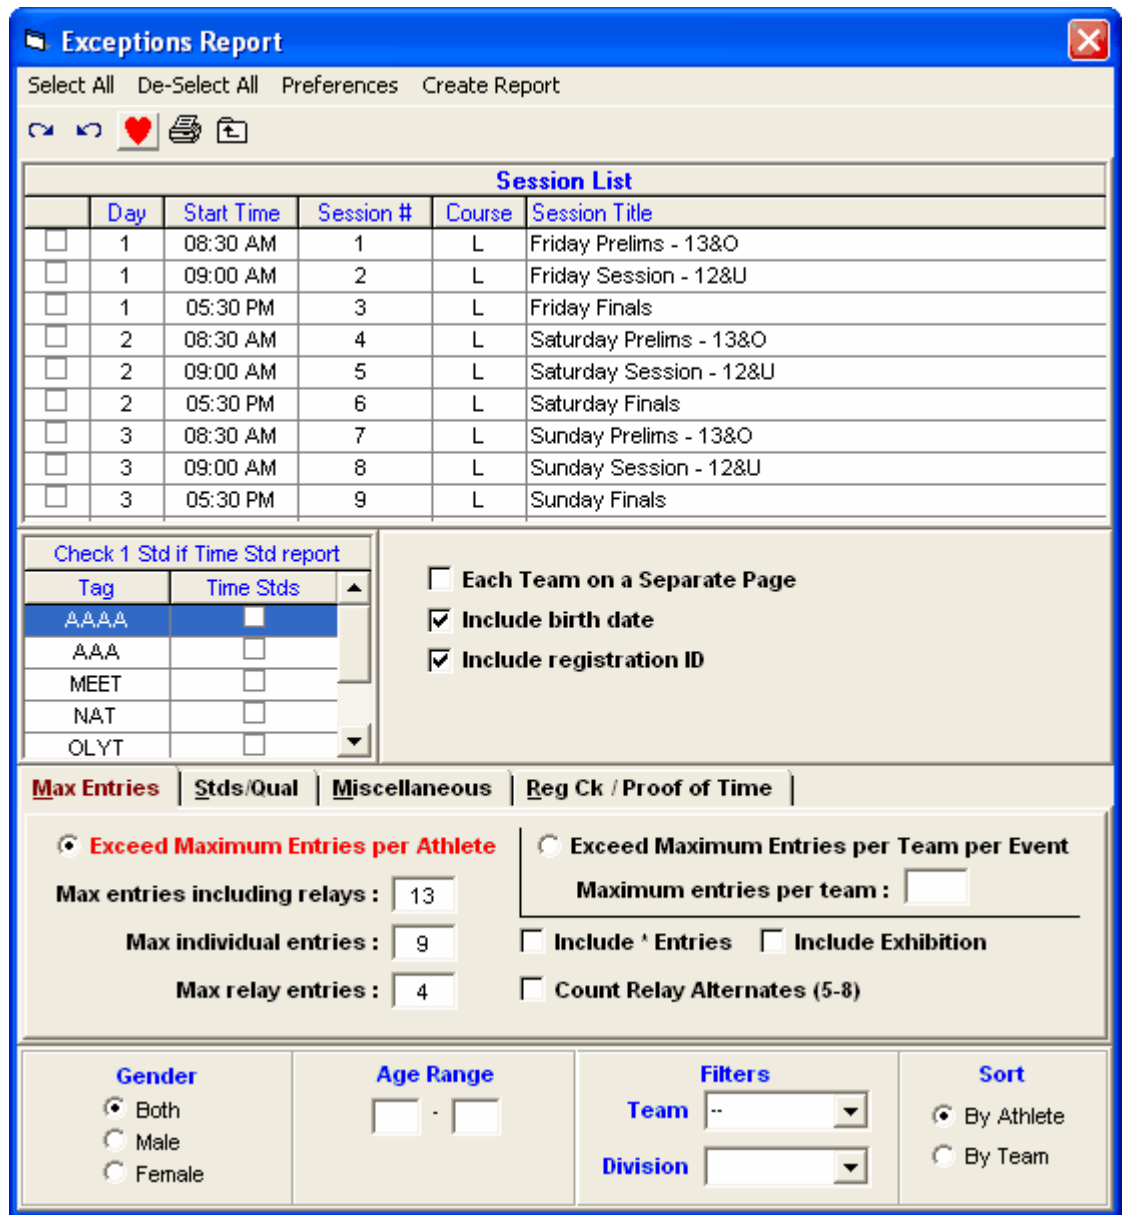 Exceptions Report
Select All De-Select All Preferences Create Report
Session List
Day Start Time Session # Course Session Title
1 08:30 AM 1 L Friday Prelims - 13&O
1 09:00 AM 2 L Friday Session - 12&U
1 05:30 PM 3 L Friday Finals
2 08:30 AM 4 L Saturday Prelims - 13&O
2 09:00 AM 5 L Saturday Session - 12&U
2 05:30 PM 6 L Saturday Finals
3 08:30 AM 7 L Sunday Prelims - 13&O
3 09:00 AM 8 L Sunday Session - 12&U
3 05:30 PM 9 L Sunday Finals
Check 1 Std if Time Std report
Tag Time Stds
AAAA
AAA
MEET
NAT
OLYT
Each Team on a Separate Page
Include birth date
Include registration ID
Max Entries Stds/Qual Miscellaneous Reg Ck / Proof of Time
Exceed Maximum Entries per Athlete
Max entries including relays : 13
Max individual entries : 9
Max relay entries : 4
Exceed Maximum Entries per Team per Event
Maximum entries per team :
Include * Entries Include Exhibition
Count Relay Alternates (5-8)
Gender
Both
Male
Female
Age Range
-
Filters
Team --
Division
Sort
By Athlete
By Team